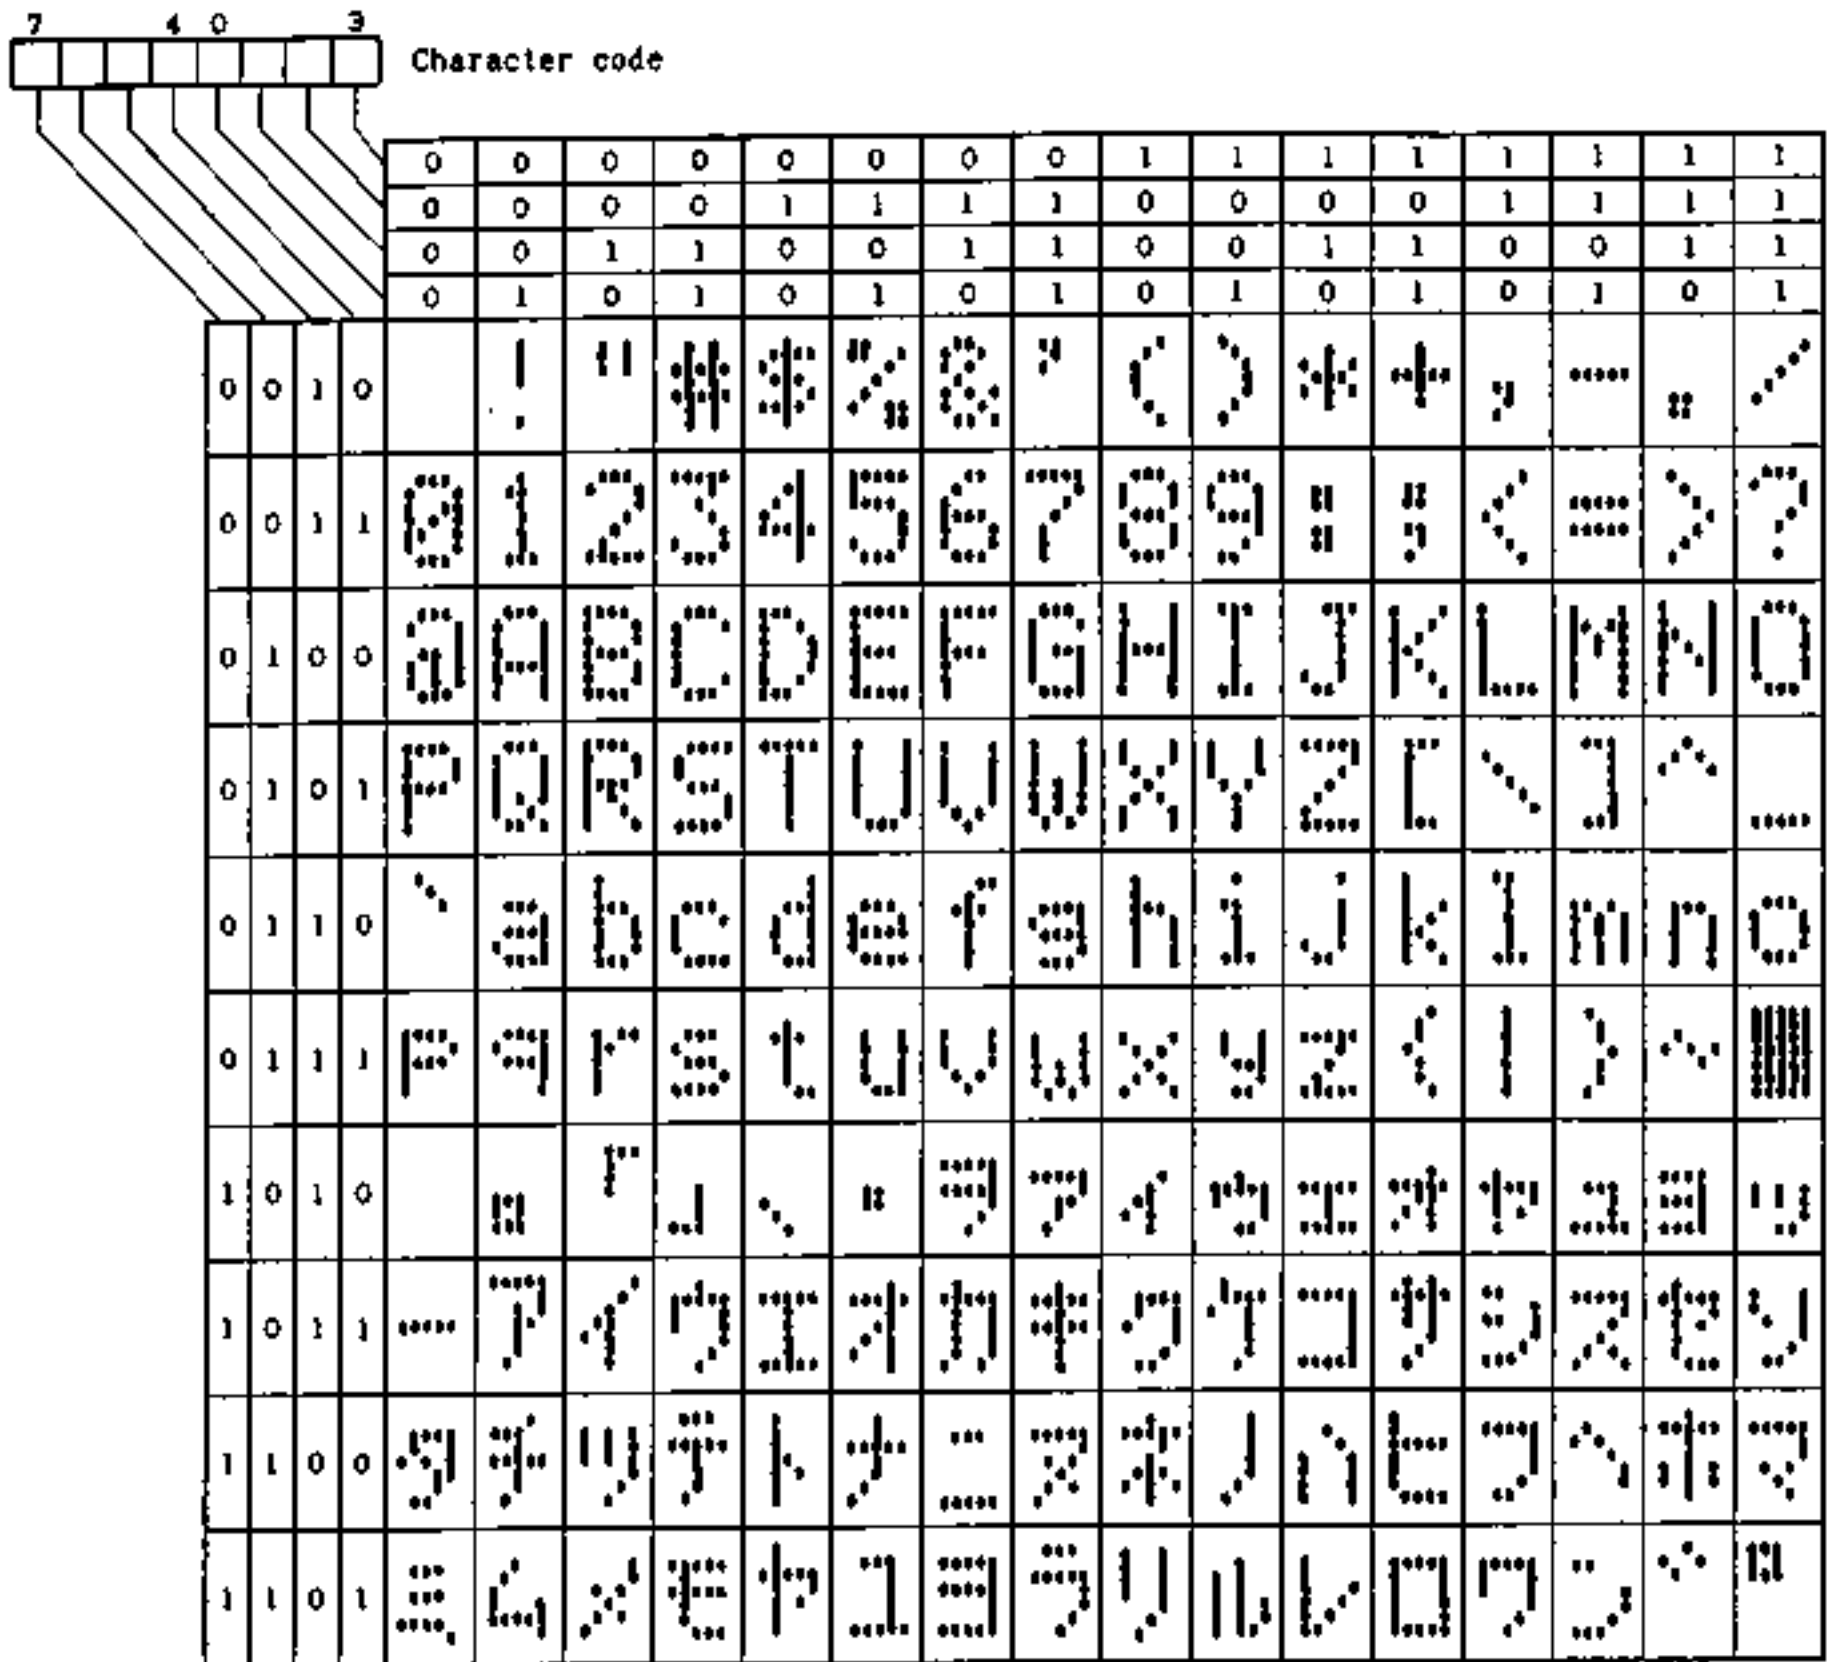 7 4 0 3
Character code
0 0 0 0 0 0 0 0 1 1 1 1 1 1 1 1
0 0 0 0 1 1 1 1 0 0 0 0 1 1 1 1
0 0 1 1 0 0 1 1 0 0 1 1 0 0 1 1
0 1 0 1 0 1 0 1 0 1 0 1 0 1 0 1
0 0 1 0 ! " # $ % & ' ( ) * + , - . /
0 0 1 1 0 1 2 3 4 5 6 7 8 9 : ; < = > ?
0 1 0 0 @ A B C D E F G H I J K L M N O
0 1 0 1 P Q R S T U V W X Y Z [ \ ] ^ _
0 1 1 0 ` a b c d e f g h i j k l m n o
0 1 1 1 p q r s t u v w x y z { | } ~ █
1 0 1 0 。 「 」 、 ・ ヲ ァ ィ ゥ ェ ォ ャ ュ ョ ッ
1 0 1 1 ー ア イ ウ エ オ カ キ ク ケ コ サ シ ス セ ソ
1 1 0 0 タ チ ツ テ ト ナ ニ ヌ ネ ノ ハ ヒ フ ヘ ホ マ
1 1 0 1 ミ ム メ モ ヤ ユ ヨ ラ リ ル レ ロ ワ ン ゛ ゜